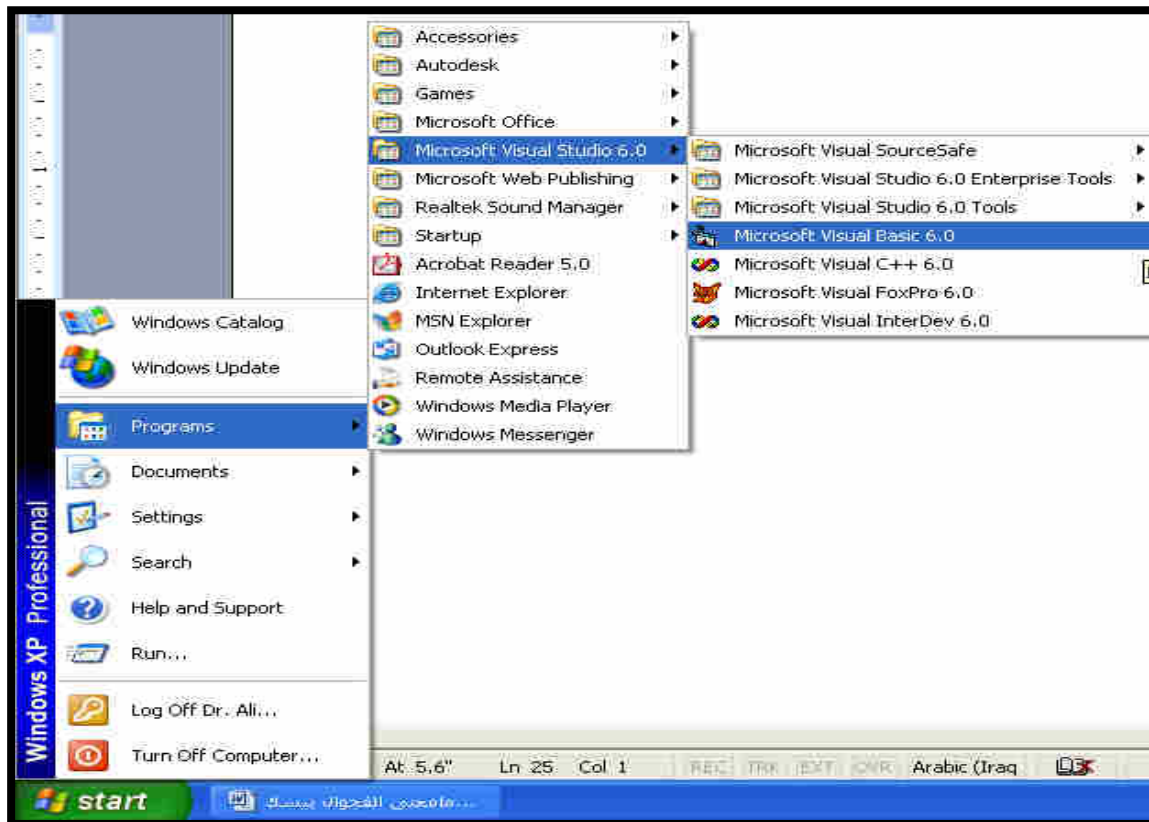 Accessories
Autodesk
Games
Microsoft Office
Microsoft Visual Studio 6.0
Microsoft Web Publishing
Realtek Sound Manager
Startup
Acrobat Reader 5.0
Internet Explorer
MSN Explorer
Outlook Express
Remote Assistance
Windows Media Player
Windows Messenger
Microsoft Visual SourceSafe
Microsoft Visual Studio 6.0 Enterprise Tools
Microsoft Visual Studio 6.0 Tools
Microsoft Visual Basic 6.0
Microsoft Visual C++ 6.0
Microsoft Visual FoxPro 6.0
Microsoft Visual InterDev 6.0
Windows Catalog
Windows Update
Programs
Documents
Settings
Search
Help and Support
Run...
Log Off Dr. Ali...
Turn Off Computer...
Windows XP Professional
At 5,6" Ln 25 Col 1 REC TRK EXT OVR Arabic (Iraq
start